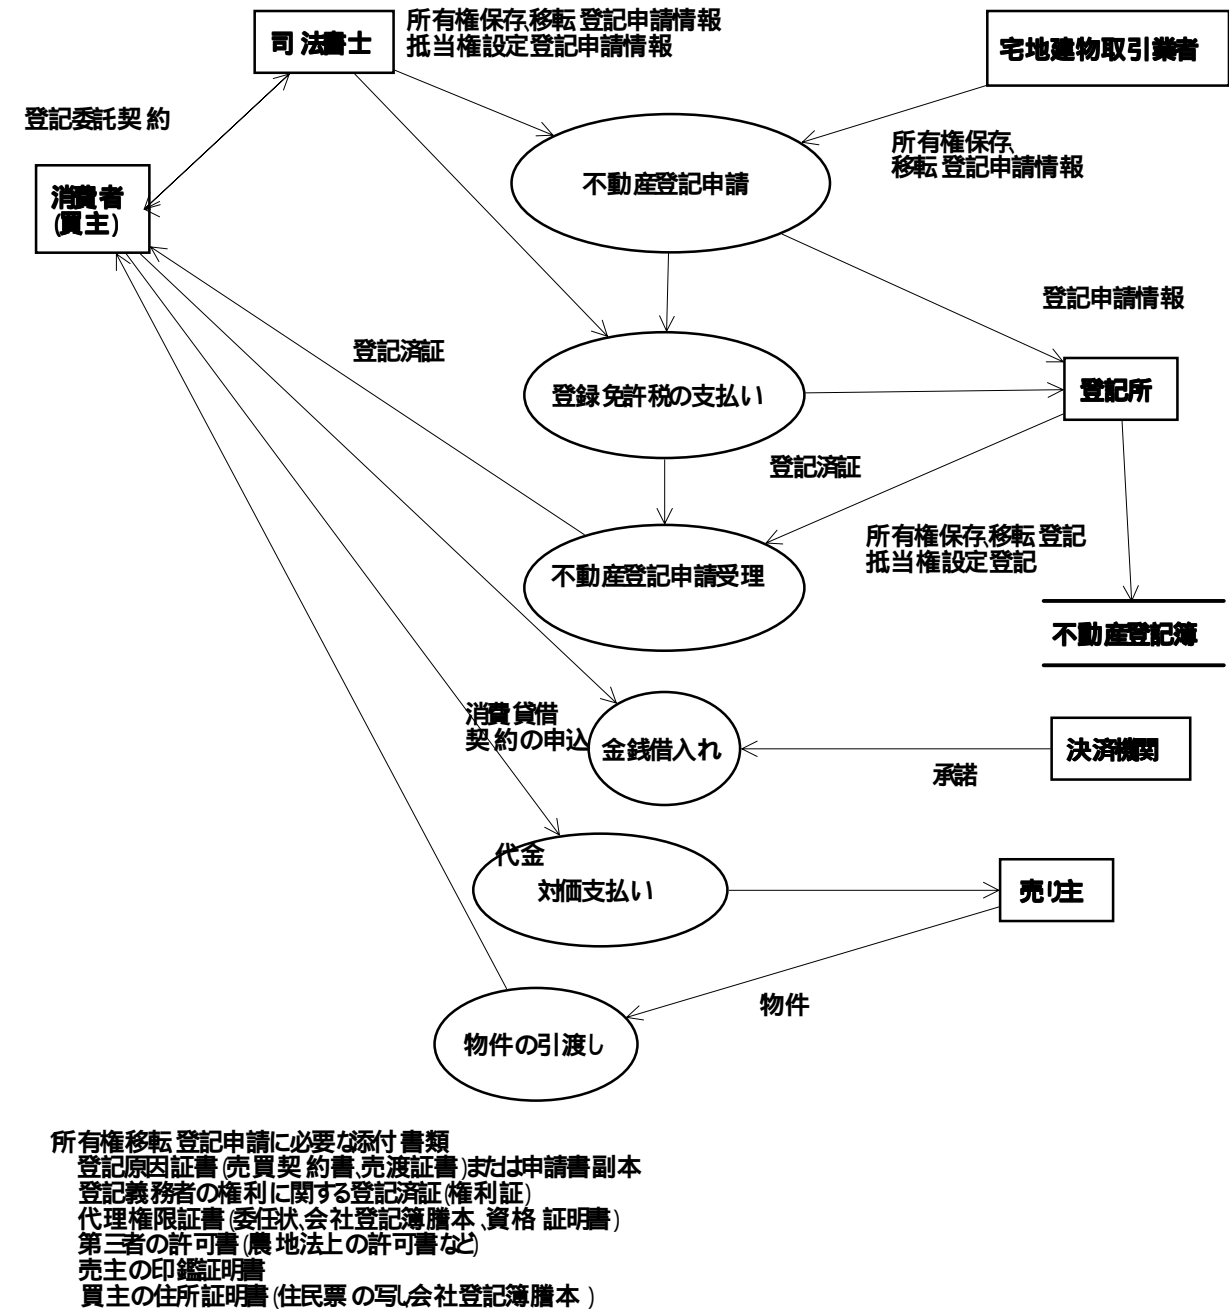 所有権保存、移転登記申請情報
抵当権設定登記申請情報
司法書士
宅地建物取引業者
登記委託契約
所有権保存、
移転登記申請情報
消費者
(買主)
不動産登記申請
登記申請情報
登記済証
登録免許税の支払い
登記所
登記済証
所有権保存、移転登記
抵当権設定登記
不動産登記申請受理
不動産登記簿
消費貸借
契約の申込
金銭借入れ
決済機関
承諾
代金
対価支払い
売り主
物件
物件の引渡し
所有権移転登記申請に必要な添付書類
登記原因証書(売買契約書、売渡証書)または申請書副本
登記義務者の権利に関する登記済証(権利証)
代理権限証書(委任状、会社登記簿謄本、資格証明書)
第三者の許可書(農地法上の許可書など)
売主の印鑑証明書
買主の住所証明書(住民票の写し、会社登記簿謄本)